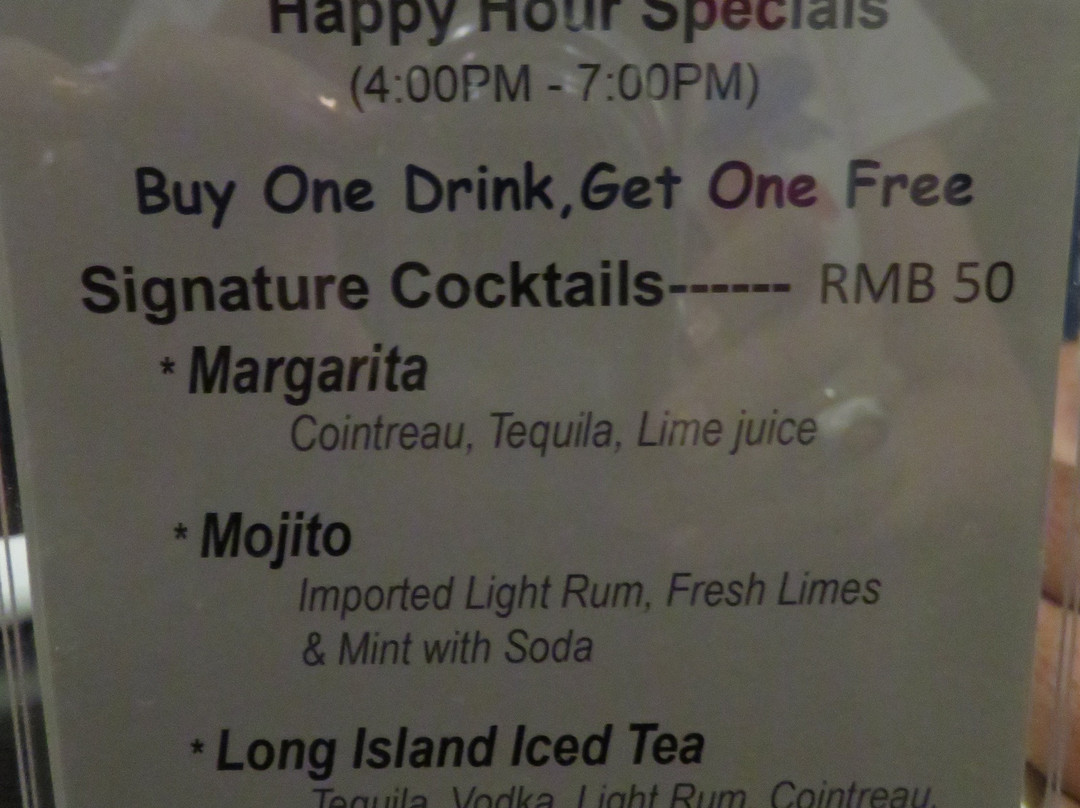 Happy Hour Specials
(4:00PM - 7:00PM)
Buy One Drink,Get One Free
Signature Cocktails------ RMB 50
* Margarita
Cointreau, Tequila, Lime juice
* Mojito
Imported Light Rum, Fresh Limes
& Mint with Soda
* Long Island Iced Tea
Tequila, Vodka, Light Rum, Cointreau,